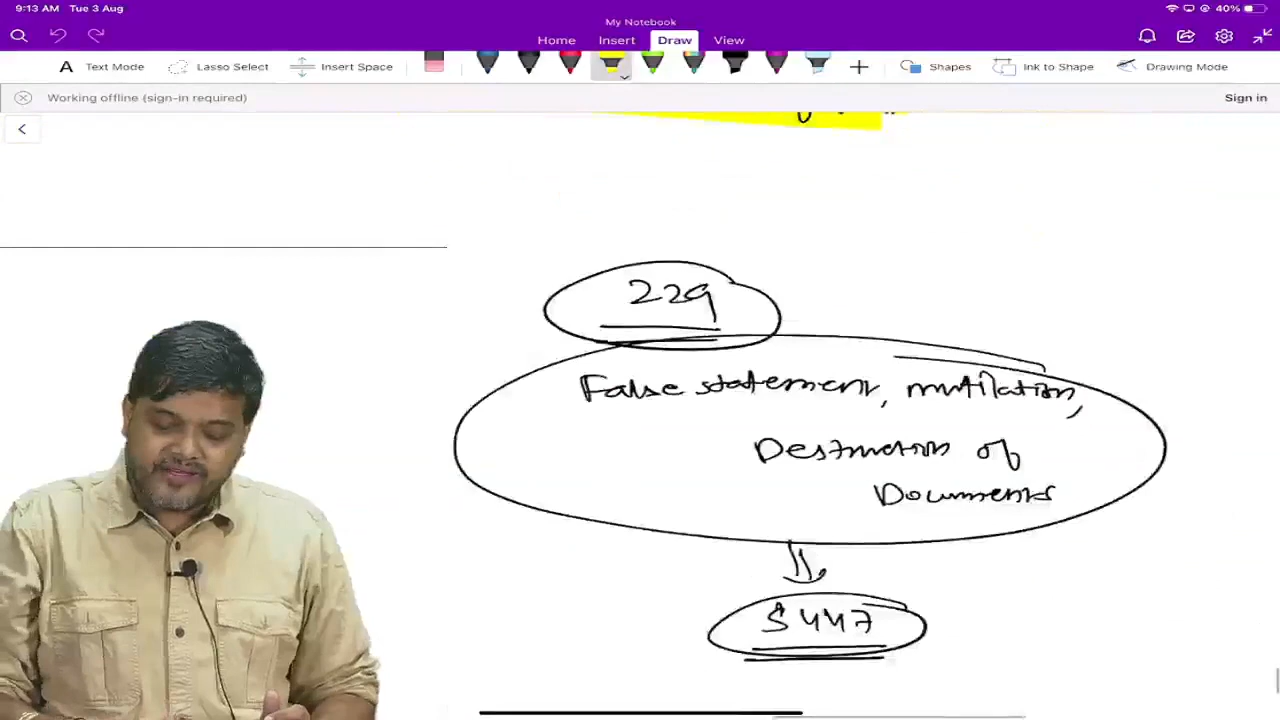 9:13 AM Tue 3 Aug
40%
My Notebook
Home Insert Draw View
A Text Mode Lasso Select Insert Space Shapes Ink to Shape Drawing Mode
Working offline (sign-in required) Sign in
229
False statement, mutilation,
Destruction of
Documents
S 447